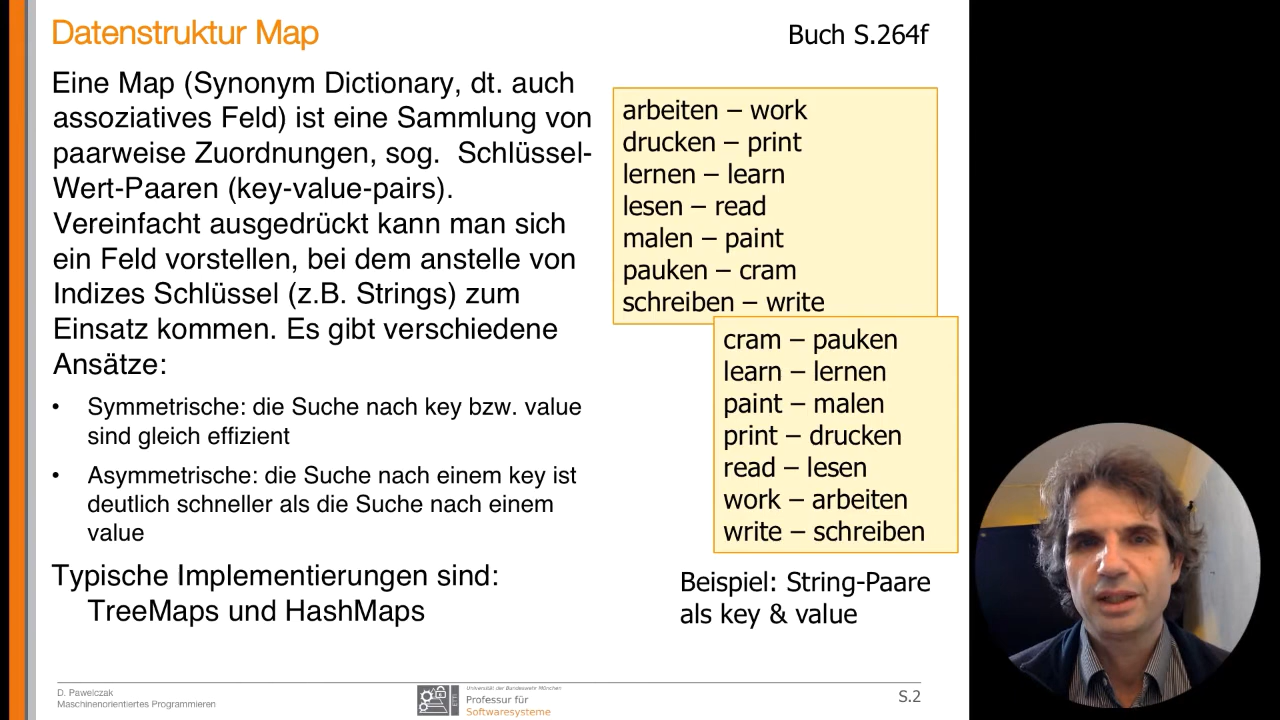 Datenstruktur Map
Buch S.264f
Eine Map (Synonym Dictionary, dt. auch
assoziatives Feld) ist eine Sammlung von
paarweise Zuordnungen, sog. Schlüssel-
Wert-Paaren (key-value-pairs).
Vereinfacht ausgedrückt kann man sich
ein Feld vorstellen, bei dem anstelle von
Indizes Schlüssel (z.B. Strings) zum
Einsatz kommen. Es gibt verschiedene
Ansätze:
• Symmetrische: die Suche nach key bzw. value
sind gleich effizient
• Asymmetrische: die Suche nach einem key ist
deutlich schneller als die Suche nach einem
value
Typische Implementierungen sind:
TreeMaps und HashMaps
arbeiten – work
drucken – print
lernen – learn
lesen – read
malen – paint
pauken – cram
schreiben – write
cram – pauken
learn – lernen
paint – malen
print – drucken
read – lesen
work – arbeiten
write – schreiben
Beispiel: String-Paare
als key & value
D. Pawelczak
Maschinenorientiertes Programmieren
Universität der Bundeswehr München
Professur für
Softwaresysteme
S.2